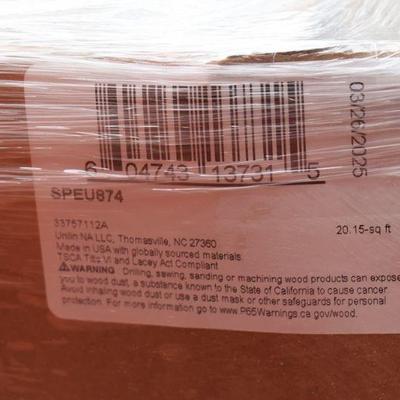 03/26/2025
6 04743 13731 5
SPEU874
33757112A
20.15-sq ft
Unilin NA LLC, Thomasville, NC 27360
Made in USA with globally sourced materials
TSCA Title VI and Lacey Act Compliant
⚠WARNING: Drilling, sawing, sanding or machining wood products can expose
you to wood dust, a substance known to the State of California to cause cancer.
Avoid inhaling wood dust or use a dust mask or other safeguards for personal
protection. For more information go to www.P65Warnings.ca.gov/wood.